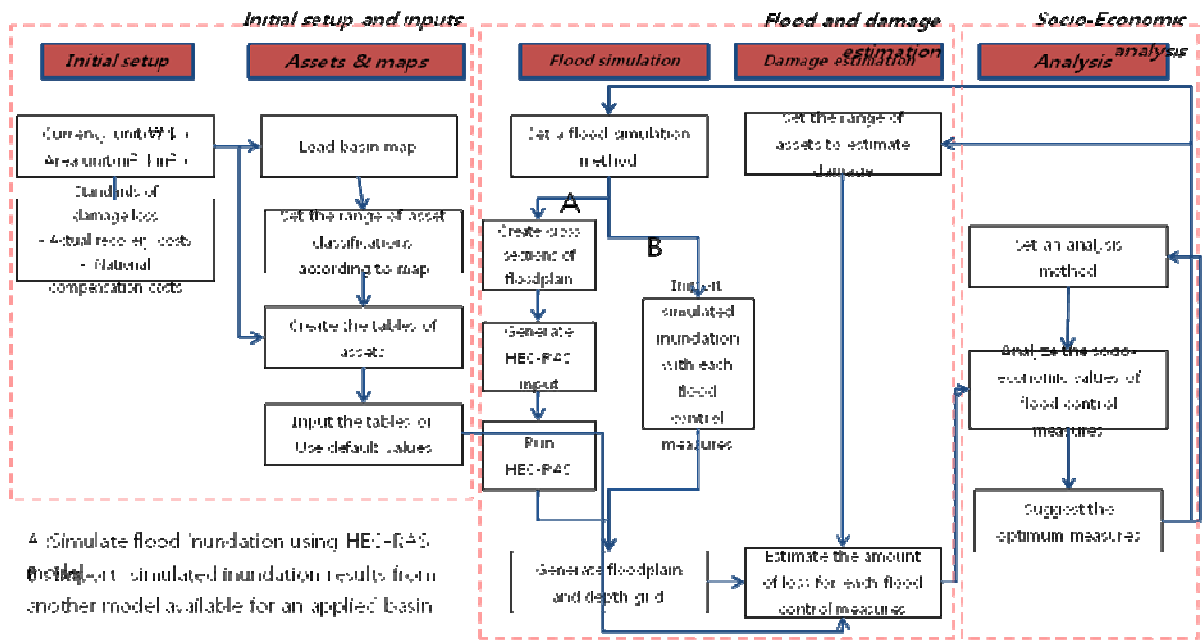 Initial setup and inputs
Flood and damage
estimation
Socio-Economic
analysis
Initial setup
Assets & maps
Flood simulation
Damage estimation
Analysis
Currency unit
Area unit
Standards of
damage loss
- Actual recovery costs
- National
compensation costs
Load basin map
Set the range of asset
classifications
according to map
Create the tables of
assets
Input the tables or
Use default values
Set a flood simulation
method
A
B
Create cross
sections of
floodplain
Generate
HEC-RAS
input
Run
HEC-RAS
Import
simulated
inundation
with each
flood
control
measures
Generate floodplain
and depth grid
Set the range of
assets to estimate
damage
Estimate the amount
of loss for each flood
control measures
Set an analysis
method
Analyze the socio-
economic values of
flood control
measures
Suggest the
optimum measures
A: Simulate flood inundation using HEC-RAS
model
B: Import simulated inundation results from
another model available for an applied basin